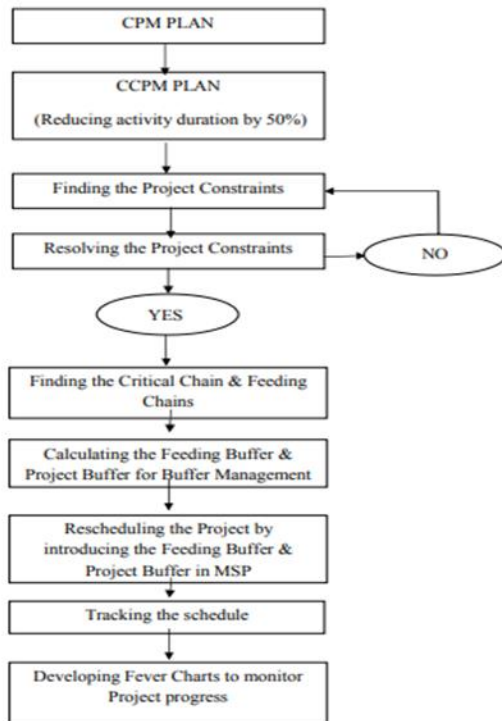 CPM PLAN
CCPM PLAN
(Reducing activity duration by 50%)
Finding the Project Constraints
Resolving the Project Constraints
NO
YES
Finding the Critical Chain & Feeding
Chains
Calculating the Feeding Buffer &
Project Buffer for Buffer Management
Rescheduling the Project by
introducing the Feeding Buffer &
Project Buffer in MSP
Tracking the schedule
Developing Fever Charts to monitor
Project progress